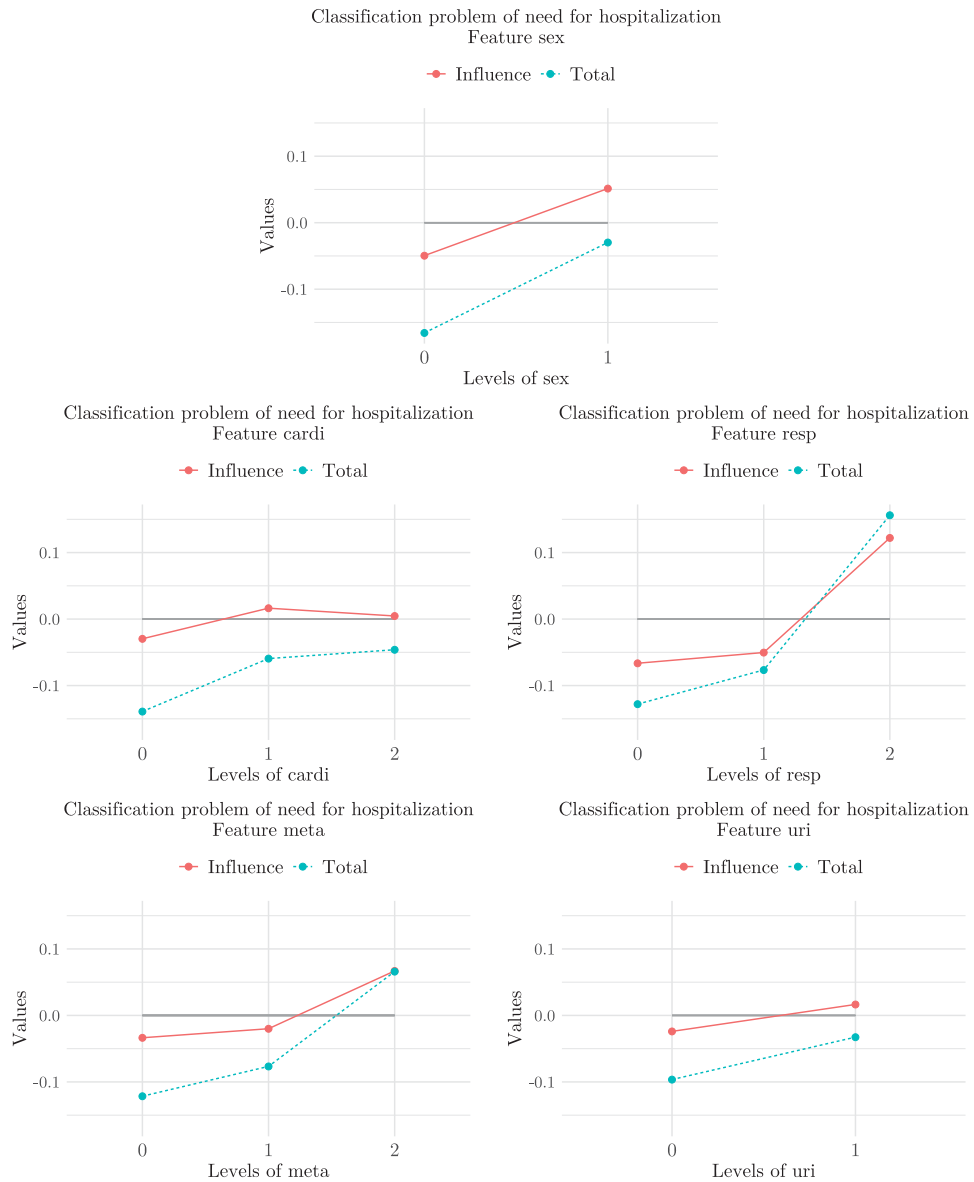 Classification problem of need for hospitalization
Feature sex
Influence Total
0.1
0.0
-0.1
Values
0 1
Levels of sex
Classification problem of need for hospitalization
Feature cardi
Influence Total
0.1
0.0
-0.1
Values
0 1 2
Levels of cardi
Classification problem of need for hospitalization
Feature resp
Influence Total
0.1
0.0
-0.1
Values
0 1 2
Levels of resp
Classification problem of need for hospitalization
Feature meta
Influence Total
0.1
0.0
-0.1
Values
0 1 2
Levels of meta
Classification problem of need for hospitalization
Feature uri
Influence Total
0.1
0.0
-0.1
Values
0 1
Levels of uri